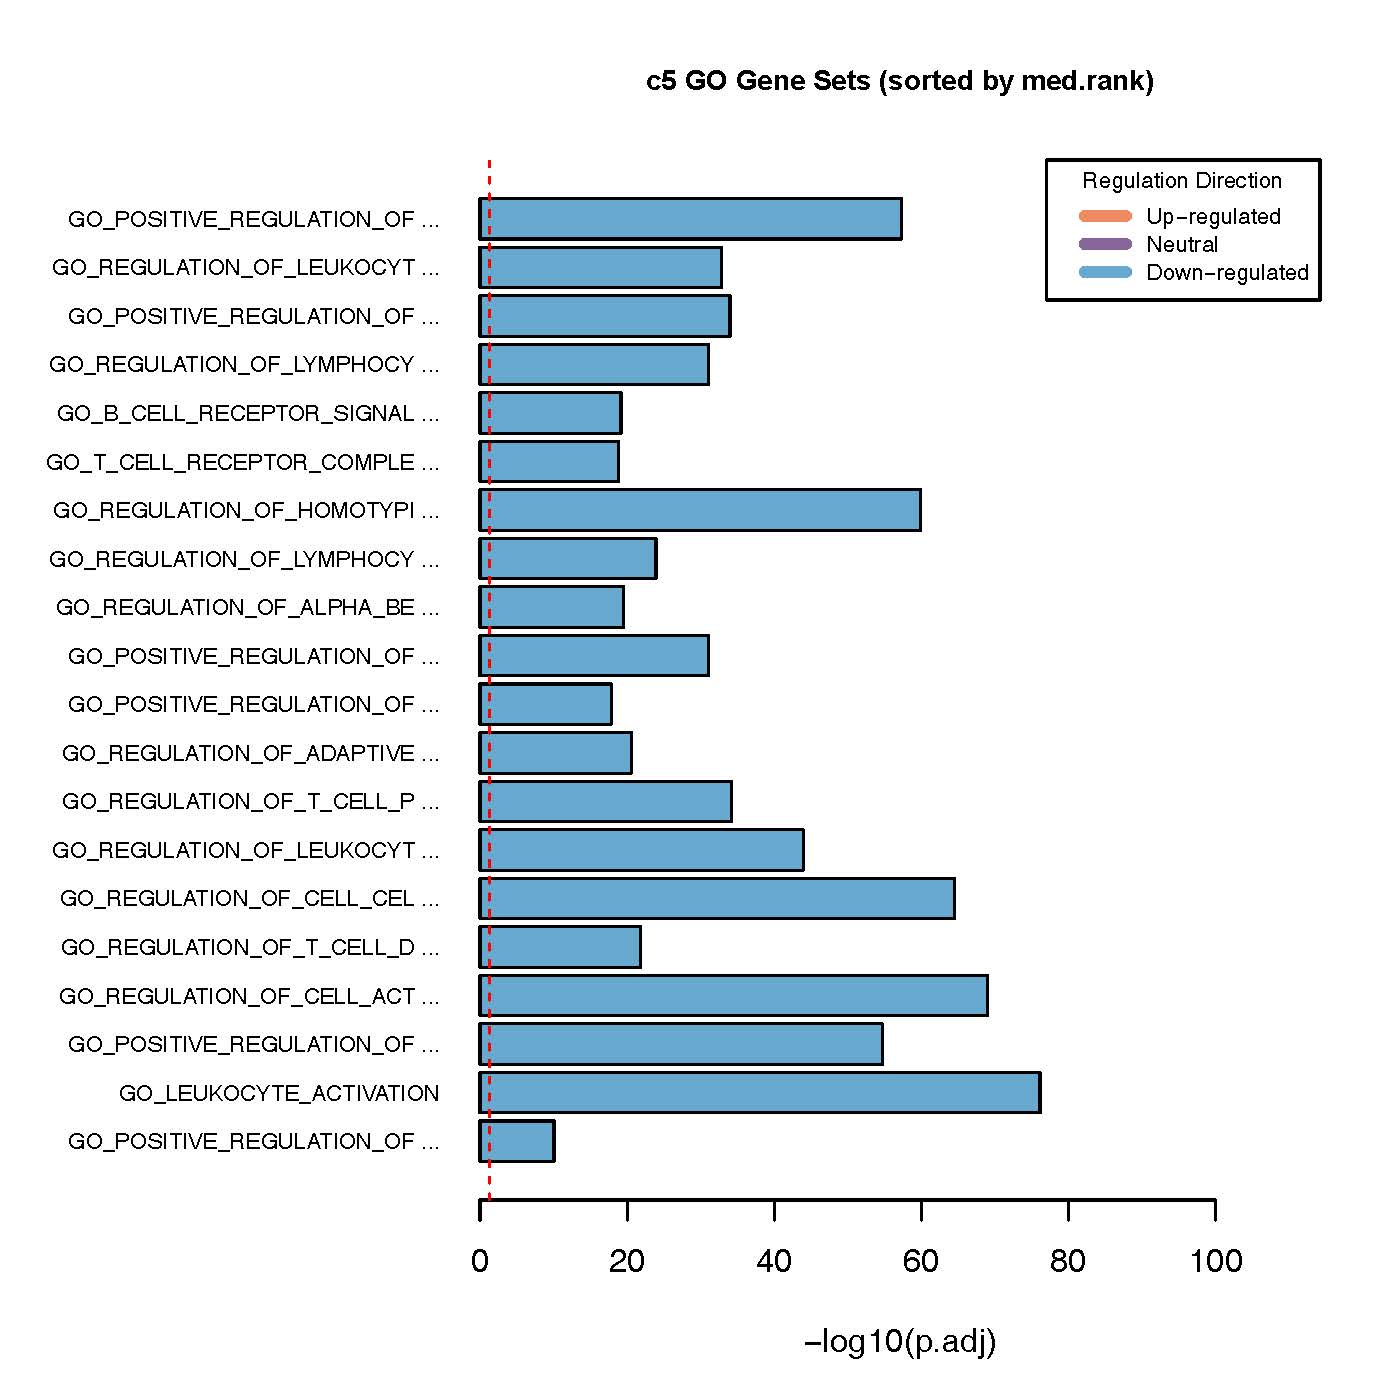 c5 GO Gene Sets (sorted by med.rank)
Regulation Direction
Up−regulated
Neutral
Down−regulated
GO_POSITIVE_REGULATION_OF ...
GO_REGULATION_OF_LEUKOCYT ...
GO_POSITIVE_REGULATION_OF ...
GO_REGULATION_OF_LYMPHOCY ...
GO_B_CELL_RECEPTOR_SIGNAL ...
GO_T_CELL_RECEPTOR_COMPLE ...
GO_REGULATION_OF_HOMOTYPI ...
GO_REGULATION_OF_LYMPHOCY ...
GO_REGULATION_OF_ALPHA_BE ...
GO_POSITIVE_REGULATION_OF ...
GO_POSITIVE_REGULATION_OF ...
GO_REGULATION_OF_ADAPTIVE ...
GO_REGULATION_OF_T_CELL_P ...
GO_REGULATION_OF_LEUKOCYT ...
GO_REGULATION_OF_CELL_CEL ...
GO_REGULATION_OF_T_CELL_D ...
GO_REGULATION_OF_CELL_ACT ...
GO_POSITIVE_REGULATION_OF ...
GO_LEUKOCYTE_ACTIVATION
GO_POSITIVE_REGULATION_OF ...
0 20 40 60 80 100
−log10(p.adj)